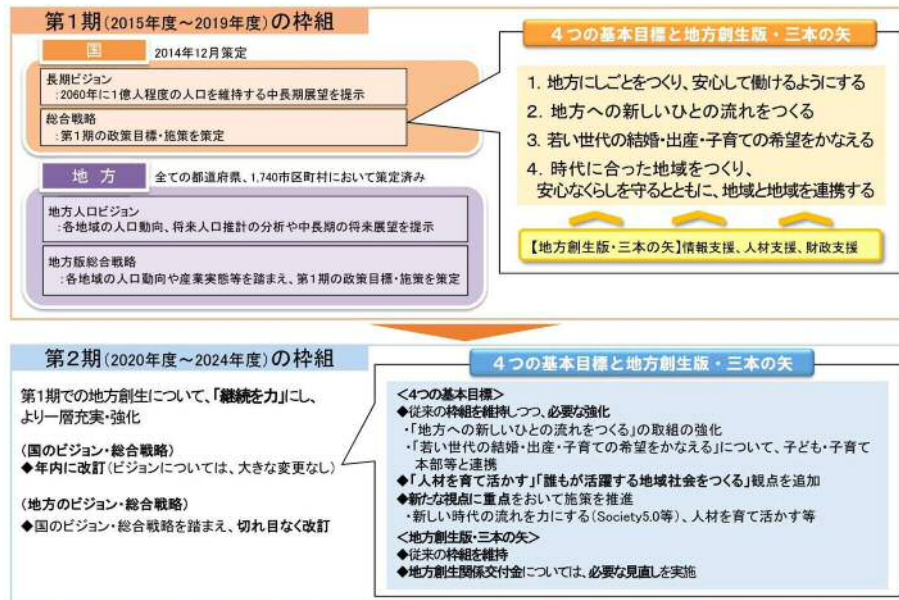 第1期(2015年度～2019年度)の枠組
国
2014年12月策定
長期ビジョン
:2060年に1億人程度の人口を維持する中長期展望を提示
総合戦略
:第1期の政策目標・施策を策定
地方
全ての都道府県、1,740市区町村において策定済み
地方人口ビジョン
:各地域の人口動向、将来人口推計の分析や中長期の将来展望を提示
地方版総合戦略
:各地域の人口動向や産業実態等を踏まえ、第1期の政策目標・施策を策定
4つの基本目標と地方創生版・三本の矢
1. 地方にしごとをつくり、安心して働けるようにする
2. 地方への新しいひとの流れをつくる
3. 若い世代の結婚・出産・子育ての希望をかなえる
4. 時代に合った地域をつくり、
安心なくらしを守るとともに、地域と地域を連携する
【地方創生版・三本の矢】情報支援、人材支援、財政支援
第2期(2020年度～2024年度)の枠組
第1期での地方創生について、「継続を力」にし、
より一層充実・強化
(国のビジョン・総合戦略)
◆年内に改訂(ビジョンについては、大きな変更なし)
(地方のビジョン・総合戦略)
◆国のビジョン・総合戦略を踏まえ、切れ目なく改訂
4つの基本目標と地方創生版・三本の矢
<4つの基本目標>
◆従来の枠組を維持しつつ、必要な強化
・「地方への新しいひとの流れをつくる」の取組の強化
・「若い世代の結婚・出産・子育ての希望をかなえる」について、子ども・子育て
本部等と連携
◆「人材を育て活かす」「誰もが活躍する地域社会をつくる」観点を追加
◆新たな視点に重点をおいて施策を推進
・新しい時代の流れを力にする(Society5.0等)、人材を育て活かす等
<地方創生版・三本の矢>
◆従来の枠組を維持
◆地方創生関係交付金については、必要な見直しを実施